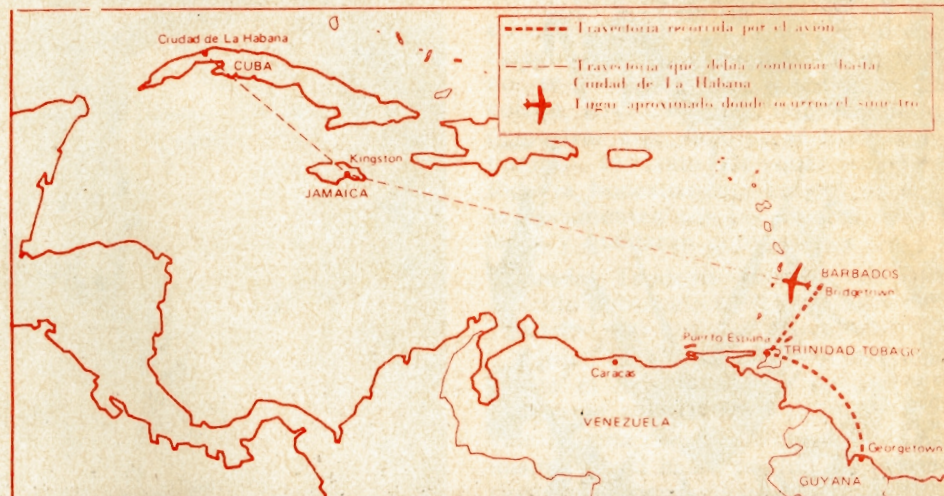 Trayectoria recorrida por el avión
Trayectoria que debía continuar hasta
Ciudad de La Habana
Lugar aproximado donde ocurrió el siniestro
Ciudad de La Habana
CUBA
Kingston
JAMAICA
BARBADOS
Bridgetown
Puerto España
TRINIDAD TOBAGO
Caracas
VENEZUELA
Georgetown
GUYANA